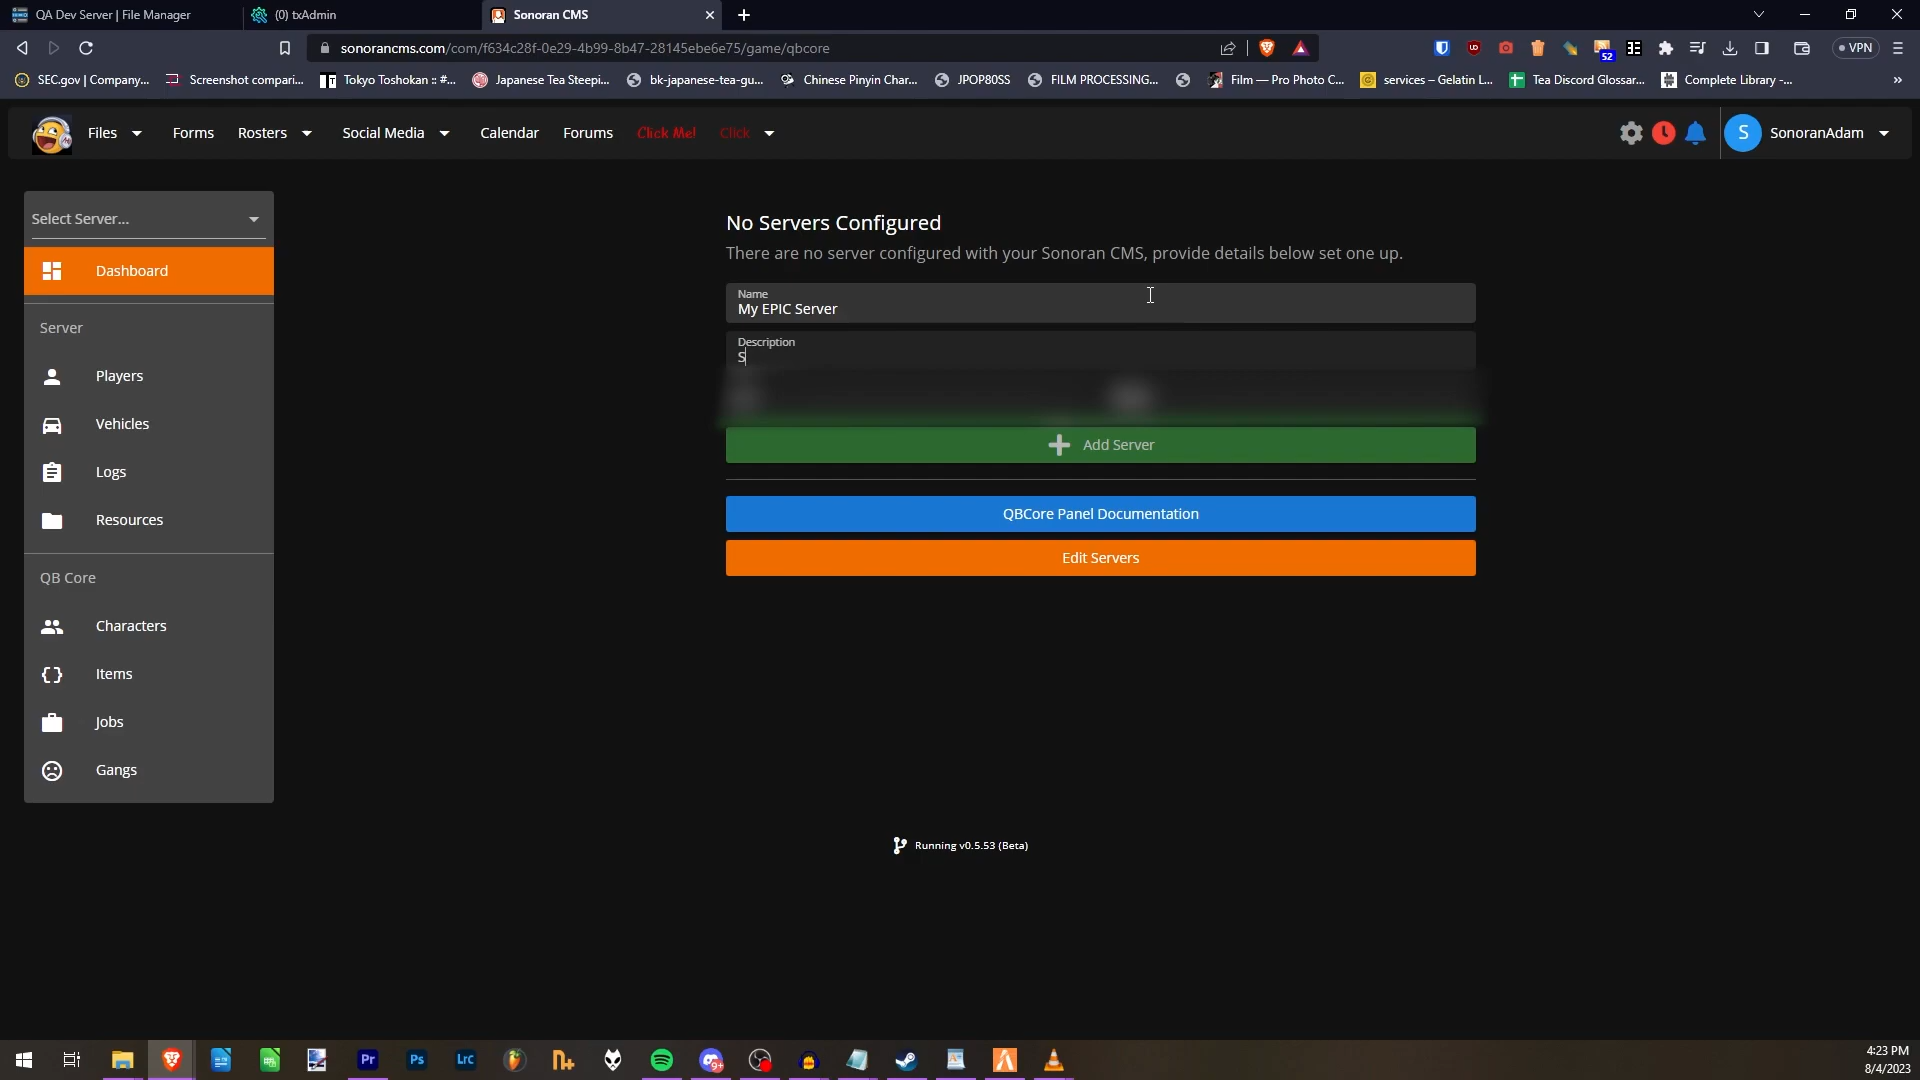 QA Dev Server | File Manager
(0) txAdmin
Sonoran CMS
sonorancms.com/com/f634c28f-0e29-4b99-8b47-28145ebe6e75/game/qbcore
52
VPN
SEC.gov | Company...
Screenshot compari...
Tokyo Toshokan :: #...
Japanese Tea Steepi...
bk-japanese-tea-gu...
Chinese Pinyin Char...
JPOP80SS
FILM PROCESSING...
Film — Pro Photo C...
services – Gelatin L...
Tea Discord Glossar...
Complete Library -...
»
Files
Forms
Rosters
Social Media
Calendar
Forums
Click Me!
Click
S
SonoranAdam
Select Server...
Dashboard
Server
Players
Vehicles
Logs
Resources
QB Core
Characters
Items
Jobs
Gangs
No Servers Configured
There are no server configured with your Sonoran CMS, provide details below set one up.
Name
My EPIC Server
Description
S
Add Server
QBCore Panel Documentation
Edit Servers
Running v0.5.53 (Beta)
Pr
Ps
Lrc
9+
4:23 PM
8/4/2023